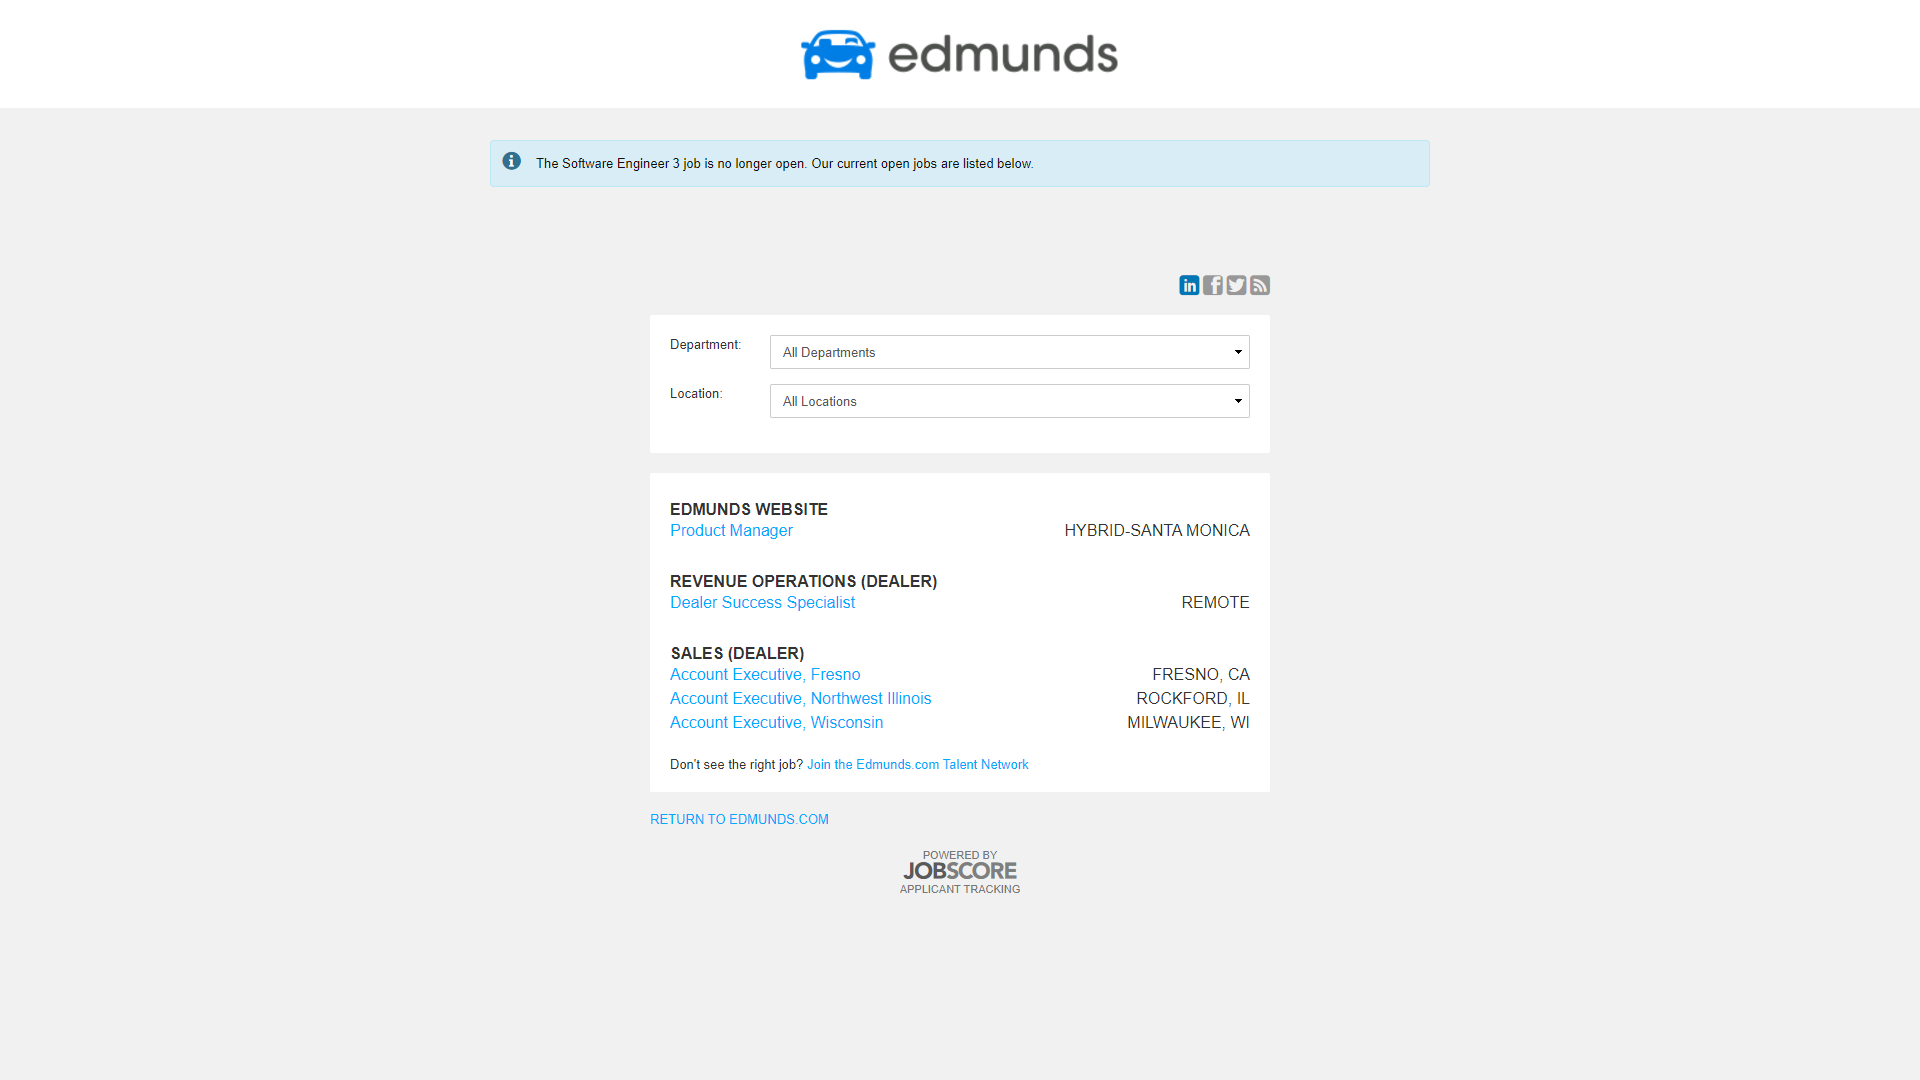 edmunds
The Software Engineer 3 job is no longer open. Our current open jobs are listed below.
in f
Department: All Departments
Location: All Locations
EDMUNDS WEBSITE
Product Manager HYBRID-SANTA MONICA
REVENUE OPERATIONS (DEALER)
Dealer Success Specialist REMOTE
SALES (DEALER)
Account Executive, Fresno FRESNO, CA
Account Executive, Northwest Illinois ROCKFORD, IL
Account Executive, Wisconsin MILWAUKEE, WI
Don't see the right job? Join the Edmunds.com Talent Network
RETURN TO EDMUNDS.COM
POWERED BY
JOBSCORE
APPLICANT TRACKING